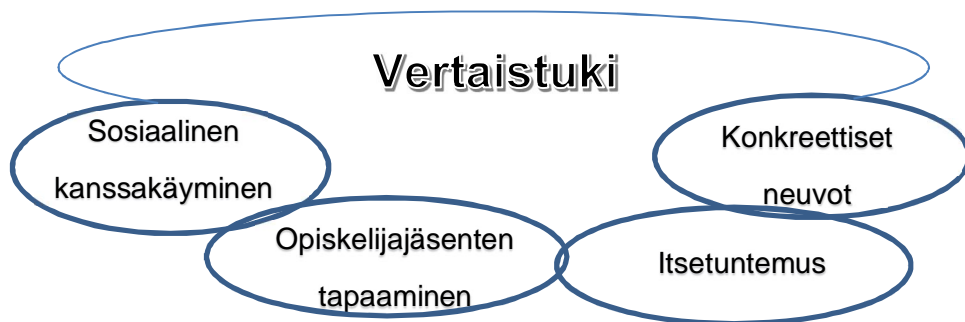 Vertaistuki
Sosiaalinen
kanssakäyminen
Konkreettiset
neuvot
Opiskelijajäsenten
tapaaminen
Itsetuntemus